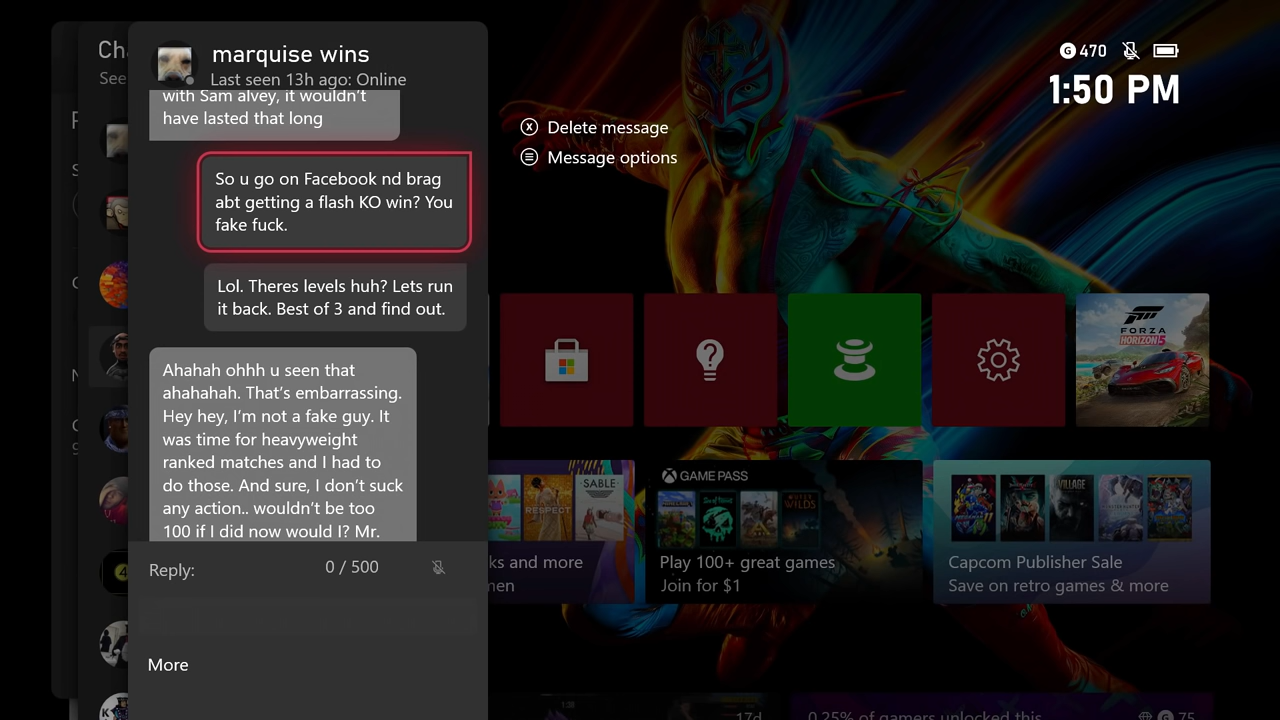 Ch
See
marquise wins
Last seen 13h ago: Online
with Sam alvey, it wouldn't
have lasted that long
So u go on Facebook nd brag
abt getting a flash KO win? You
fake fuck.
Lol. Theres levels huh? Lets run
it back. Best of 3 and find out.
Ahahah ohhh u seen that
ahahahah. That's embarrassing.
Hey hey, I'm not a fake guy. It
was time for heavyweight
ranked matches and I had to
do those. And sure, I don't suck
any action.. wouldn't be too
100 if I did now would I? Mr.
Reply:
0 / 500
More
X Delete message
Message options
G 470
1:50 PM
FORZA
HORIZON 5
RESPECT
SABLE
ks and more
men
GAME PASS
Play 100+ great games
Join for $1
VILLAGE
Capcom Publisher Sale
Save on retro games & more
17d
0.25% of gamers unlocked this
G 75